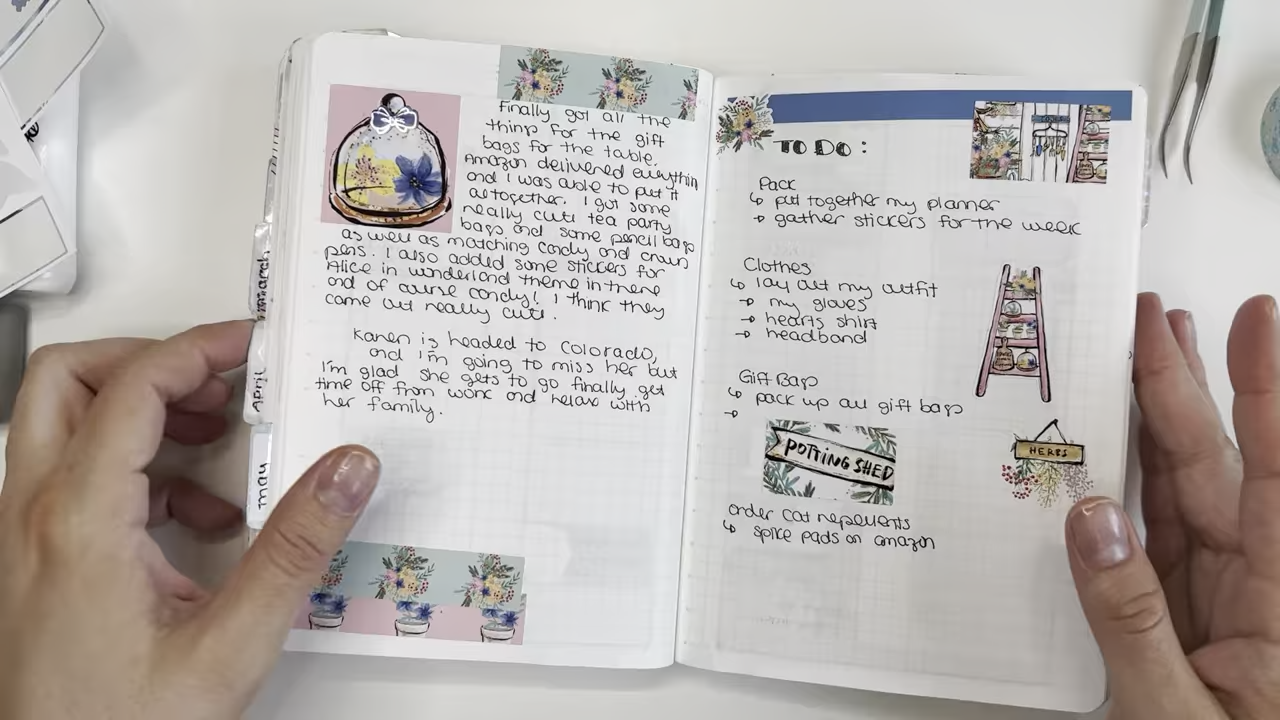 Finally got all the
things for the gift
bags for the table.
Amazon delivered everythin
and I was able to put it
altogether. I got some
really cute tea party
bags and some pencil bags
as well as matching candy and crown
pens. I also added some stickers for
Alice in wonderland theme in there
and of course candy! I think they
came out really cute.
Karen is headed to Colorado,
and I'm going to miss her but
I'm glad she gets to go finally get
time off from work and relax with
her family.
march
April
may
TO DO:
Pack
↳ put together my planner
→ gather stickers for the week
Clothes
↳ lay out my outfit
→ my gloves
→ hearts shirt
→ headband
Gift Bag
↳ pack up all gift bags
→
POTTING SHED
HERBS
order cat repellents
↳ spike pads on amazon